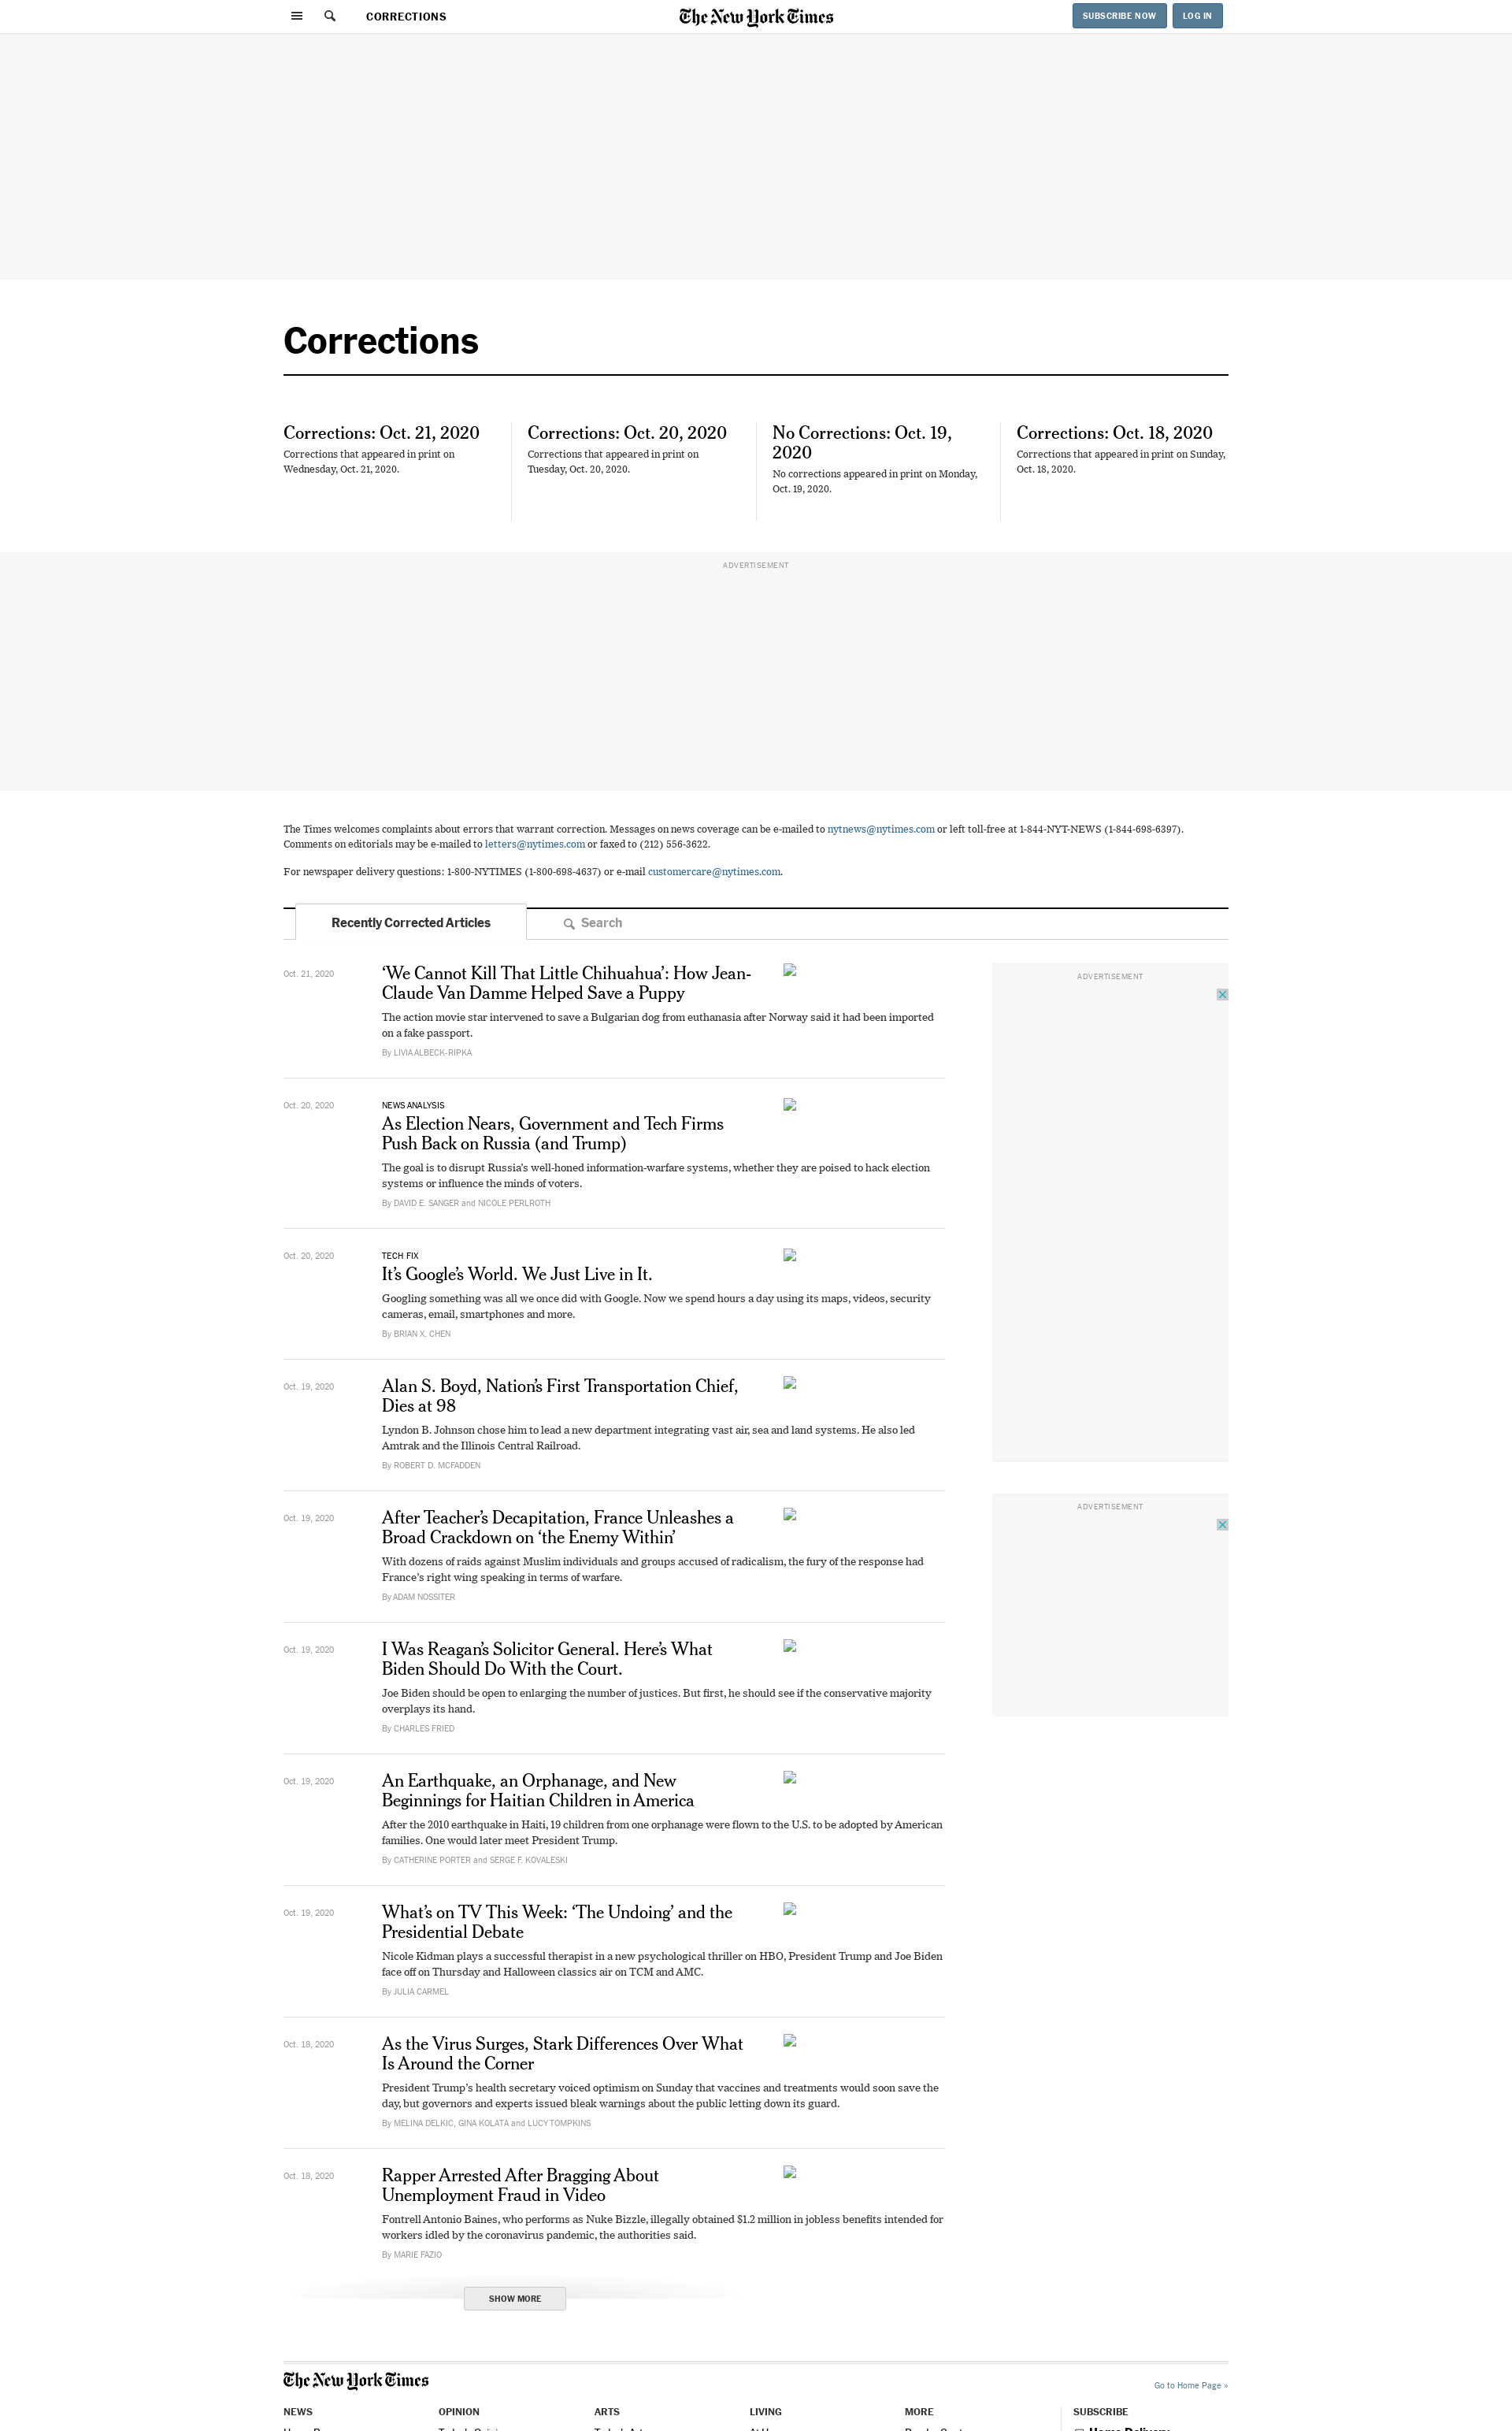 CORRECTIONS
The New York Times
SUBSCRIBE NOW
LOG IN
Corrections
Corrections: Oct. 21, 2020
Corrections that appeared in print on
Wednesday, Oct. 21, 2020.
Corrections: Oct. 20, 2020
Corrections that appeared in print on
Tuesday, Oct. 20, 2020.
No Corrections: Oct. 19,
2020
No corrections appeared in print on Monday,
Oct. 19, 2020.
Corrections: Oct. 18, 2020
Corrections that appeared in print on Sunday,
Oct. 18, 2020.
ADVERTISEMENT
The Times welcomes complaints about errors that warrant correction. Messages on news coverage can be e-mailed to nytnews@nytimes.com or left toll-free at 1-844-NYT-NEWS (1-844-698-6397).
Comments on editorials may be e-mailed to letters@nytimes.com or faxed to (212) 556-3622.
For newspaper delivery questions: 1-800-NYTIMES (1-800-698-4637) or e-mail customercare@nytimes.com.
Recently Corrected Articles
Search
Oct. 21, 2020
‘We Cannot Kill That Little Chihuahua’: How Jean-
Claude Van Damme Helped Save a Puppy
The action movie star intervened to save a Bulgarian dog from euthanasia after Norway said it had been imported
on a fake passport.
By LIVIA ALBECK-RIPKA
ADVERTISEMENT
Oct. 20, 2020
NEWS ANALYSIS
As Election Nears, Government and Tech Firms
Push Back on Russia (and Trump)
The goal is to disrupt Russia’s well-honed information-warfare systems, whether they are poised to hack election
systems or influence the minds of voters.
By DAVID E. SANGER and NICOLE PERLROTH
Oct. 20, 2020
TECH FIX
It’s Google’s World. We Just Live in It.
Googling something was all we once did with Google. Now we spend hours a day using its maps, videos, security
cameras, email, smartphones and more.
By BRIAN X. CHEN
Oct. 19, 2020
Alan S. Boyd, Nation’s First Transportation Chief,
Dies at 98
Lyndon B. Johnson chose him to lead a new department integrating vast air, sea and land systems. He also led
Amtrak and the Illinois Central Railroad.
By ROBERT D. MCFADDEN
Oct. 19, 2020
After Teacher’s Decapitation, France Unleashes a
Broad Crackdown on ‘the Enemy Within’
With dozens of raids against Muslim individuals and groups accused of radicalism, the fury of the response had
France’s right wing speaking in terms of warfare.
By ADAM NOSSITER
ADVERTISEMENT
Oct. 19, 2020
I Was Reagan’s Solicitor General. Here’s What
Biden Should Do With the Court.
Joe Biden should be open to enlarging the number of justices. But first, he should see if the conservative majority
overplays its hand.
By CHARLES FRIED
Oct. 19, 2020
An Earthquake, an Orphanage, and New
Beginnings for Haitian Children in America
After the 2010 earthquake in Haiti, 19 children from one orphanage were flown to the U.S. to be adopted by American
families. One would later meet President Trump.
By CATHERINE PORTER and SERGE F. KOVALESKI
Oct. 19, 2020
What’s on TV This Week: ‘The Undoing’ and the
Presidential Debate
Nicole Kidman plays a successful therapist in a new psychological thriller on HBO, President Trump and Joe Biden
face off on Thursday and Halloween classics air on TCM and AMC.
By JULIA CARMEL
Oct. 18, 2020
As the Virus Surges, Stark Differences Over What
Is Around the Corner
President Trump’s health secretary voiced optimism on Sunday that vaccines and treatments would soon save the
day, but governors and experts issued bleak warnings about the public letting down its guard.
By MELINA DELKIC, GINA KOLATA and LUCY TOMPKINS
Oct. 18, 2020
Rapper Arrested After Bragging About
Unemployment Fraud in Video
Fontrell Antonio Baines, who performs as Nuke Bizzle, illegally obtained $1.2 million in jobless benefits intended for
workers idled by the coronavirus pandemic, the authorities said.
By MARIE FAZIO
SHOW MORE
The New York Times
Go to Home Page »
NEWS
OPINION
ARTS
LIVING
MORE
SUBSCRIBE